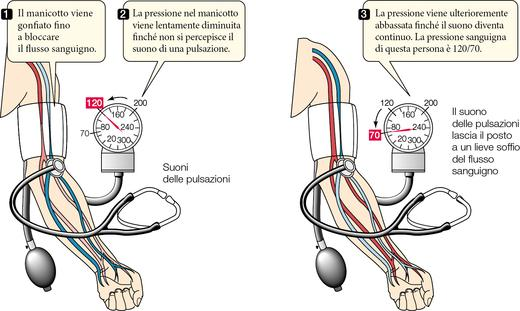 1 Il manicotto viene
gonfiato fino
a bloccare
il flusso sanguigno.
2 La pressione nel manicotto
viene lentamente diminuita
finché non si percepisce il
suono di una pulsazione.
120
200
160
70
80
240
20
300
Suoni
delle pulsazioni
3 La pressione viene ulteriormente
abbassata finché il suono diventa
continuo. La pressione sanguigna
di questa persona è 120/70.
120
200
160
70
80
240
20
300
Il suono
delle pulsazioni
lascia il posto
a un lieve soffio
del flusso
sanguigno